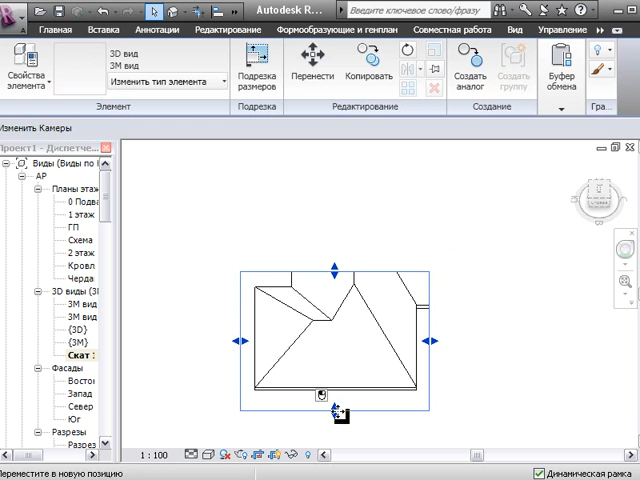 Autodesk R...
Введите ключевое слово/фразу
Главная
Вставка
Аннотации
Редактирование
Формообразующие и генплан
Совместная работа
Вид
Управление
Свойства элемента
3D вид
3М вид
Изменить тип элемента
Подрезка размеров
Перенести
Копировать
Создать аналог
Создать группу
Буфер обмена
Элемент
Подрезка
Редактирование
Создание
Гра...
Изменить Камеры
Проект1 - Диспетче...
Виды (Виды по
АР
Планы этаж
0 Подва
1 этаж
ГП
Схема
2 этаж
Кровл
Черда
3D виды (3
3М вид
3М вид
{3D}
{3М}
Скат :
Фасады
Восток
Запад
Север
Юг
Разрезы
Разрез
1 : 100
Переместите в новую позицию
Динамическая рамка